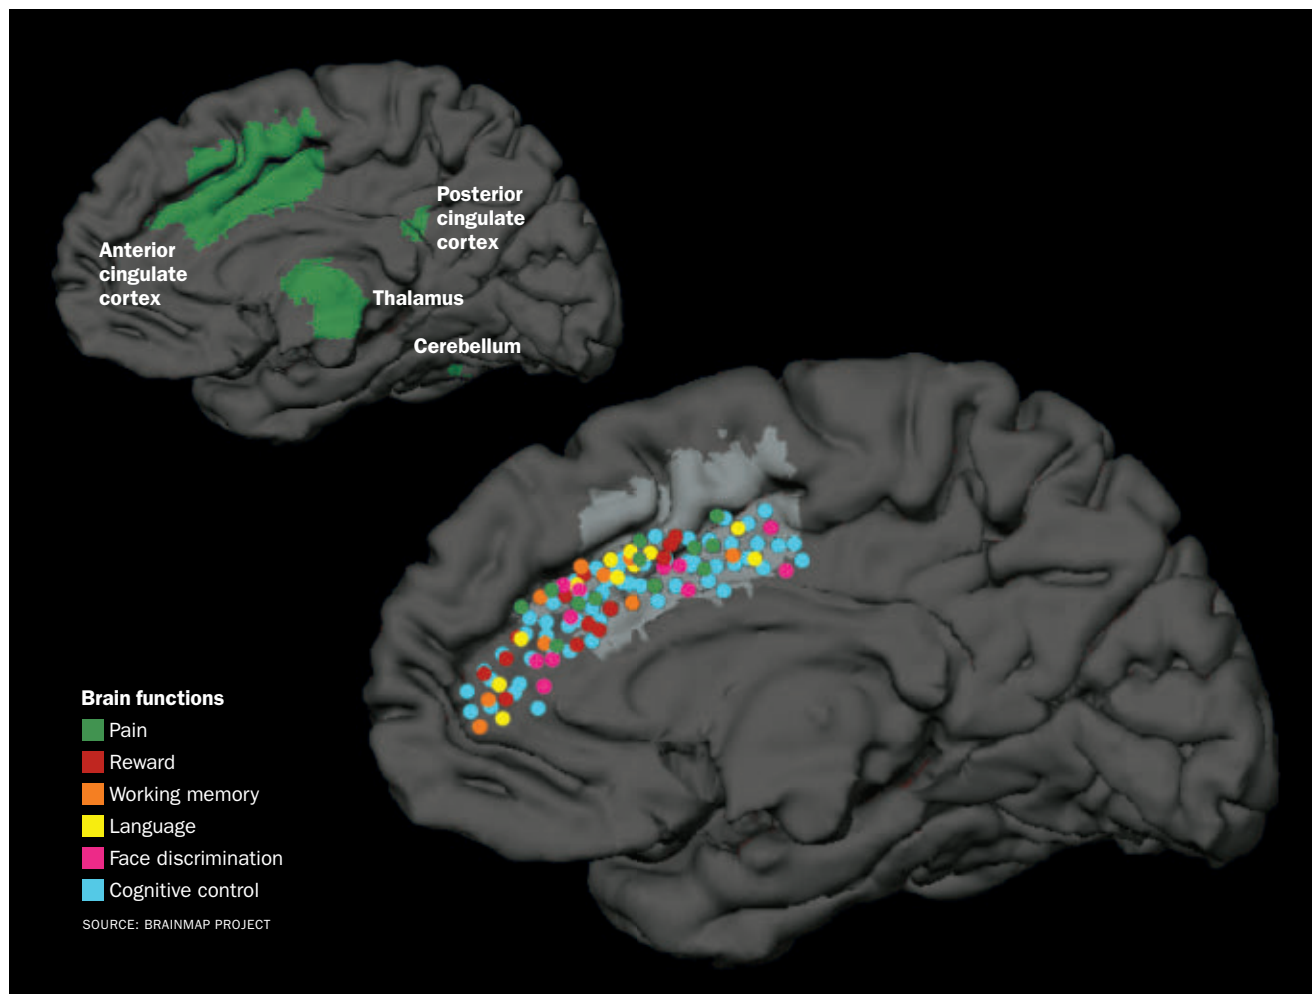 Posterior
cingulate
cortex
Anterior
cingulate
cortex
Thalamus
Cerebellum
Brain functions
Pain
Reward
Working memory
Language
Face discrimination
Cognitive control
SOURCE: BRAINMAP PROJECT